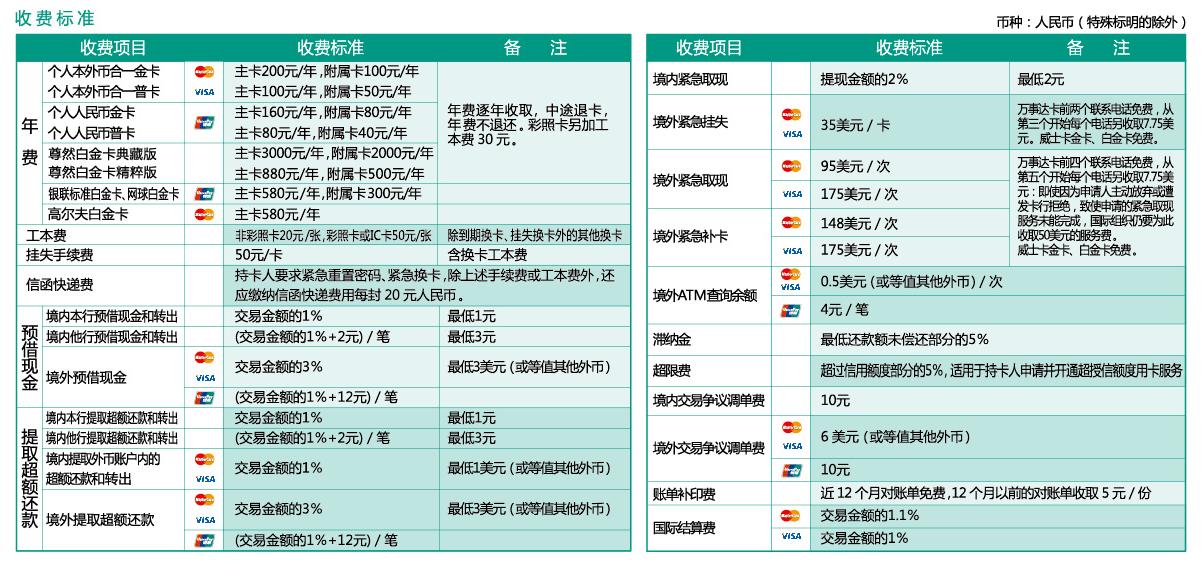 收费标准
币种：人民币（特殊标明的除外）
收费项目 收费标准 备 注
年费
个人本外币合一金卡 MasterCard 主卡200元/年,附属卡100元/年
个人本外币合一普卡 VISA 主卡100元/年,附属卡50元/年
个人人民币金卡 主卡160元/年,附属卡80元/年
个人人民币普卡 主卡80元/年,附属卡40元/年
年费逐年收取，中途退卡，
年费不退还。彩照卡另加工
本费 30 元。
尊然白金卡典藏版 主卡3000元/年,附属卡2000元/年
尊然白金卡精粹版 主卡880元/年,附属卡500元/年
银联标准白金卡、网球白金卡 主卡580元/年,附属卡300元/年
高尔夫白金卡 MasterCard 主卡580元/年
工本费 非彩照卡20元/张,彩照卡或IC卡50元/张 除到期换卡、挂失换卡外的其他换卡
挂失手续费 50元/卡 含换卡工本费
信函快递费 持卡人要求紧急重置密码、紧急换卡,除上述手续费或工本费外,还
应缴纳信函快递费用每封 20 元人民币。
预借现金
境内本行预借现金和转出 交易金额的1% 最低1元
境内他行预借现金和转出 (交易金额的1%+2元) / 笔 最低3元
境外预借现金 MasterCard VISA 交易金额的3% 最低3美元 (或等值其他外币)
(交易金额的1%+12元) / 笔
提取超额还款
境内本行提取超额还款和转出 交易金额的1% 最低1元
境内他行提取超额还款和转出 (交易金额的1%+2元) / 笔 最低3元
境内提取外币账户内的
超额还款和转出 MasterCard VISA 交易金额的1% 最低1美元 (或等值其他外币)
境外提取超额还款 MasterCard VISA 交易金额的3% 最低3美元 (或等值其他外币)
(交易金额的1%+12元) / 笔
收费项目 收费标准 备 注
境内紧急取现 提现金额的2% 最低2元
境外紧急挂失 MasterCard VISA 35美元 / 卡
万事达卡前两个联系电话免费，从
第三个开始每个电话另收取7.75美
元。威士卡金卡、白金卡免费。
境外紧急取现 MasterCard 95美元 / 次
VISA 175美元 / 次
境外紧急补卡 MasterCard 148美元 / 次
VISA 175美元 / 次
万事达卡前四个联系电话免费，从
第五个开始每个电话另收取7.75美
元：即使因为申请人主动放弃或遭
发卡行拒绝，致使申请的紧急取现
服务未能完成，国际组织仍要为此
收取50美元的服务费。
威士卡金卡、白金卡免费。
境外ATM查询余额 MasterCard VISA 0.5美元 (或等值其他外币) / 次
4元 / 笔
滞纳金 最低还款额未偿还部分的5%
超限费 超过信用额度部分的5%,适用于持卡人申请并开通超授信额度用卡服务
境内交易争议调单费 10元
境外交易争议调单费 MasterCard VISA 6 美元 (或等值其他外币)
10元
账单补印费 近 12 个月对账单免费,12 个月以前的对账单收取 5 元 / 份
国际结算费 MasterCard 交易金额的1.1%
VISA 交易金额的1%